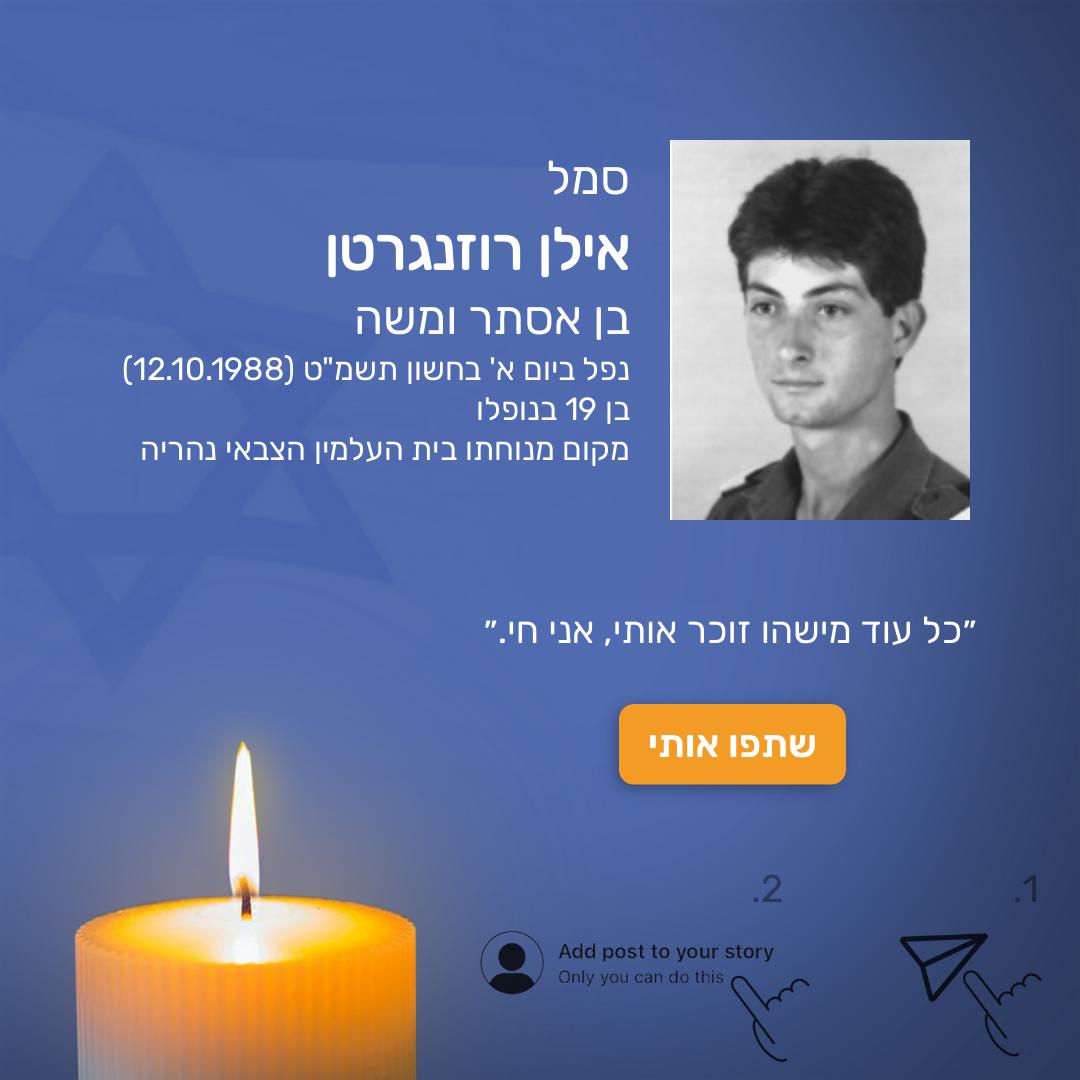 סמל
אילן רוזנגרטן
בן אסתר ומשה
נפל ביום א' בחשון תשמ"ט (12.10.1988)
בן 19 בנופלו
מקום מנוחתו בית העלמין הצבאי נהריה
״כל עוד מישהו זוכר אותי, אני חי.״
שתפו אותי
1.
2.
Add post to your story
Only you can do this